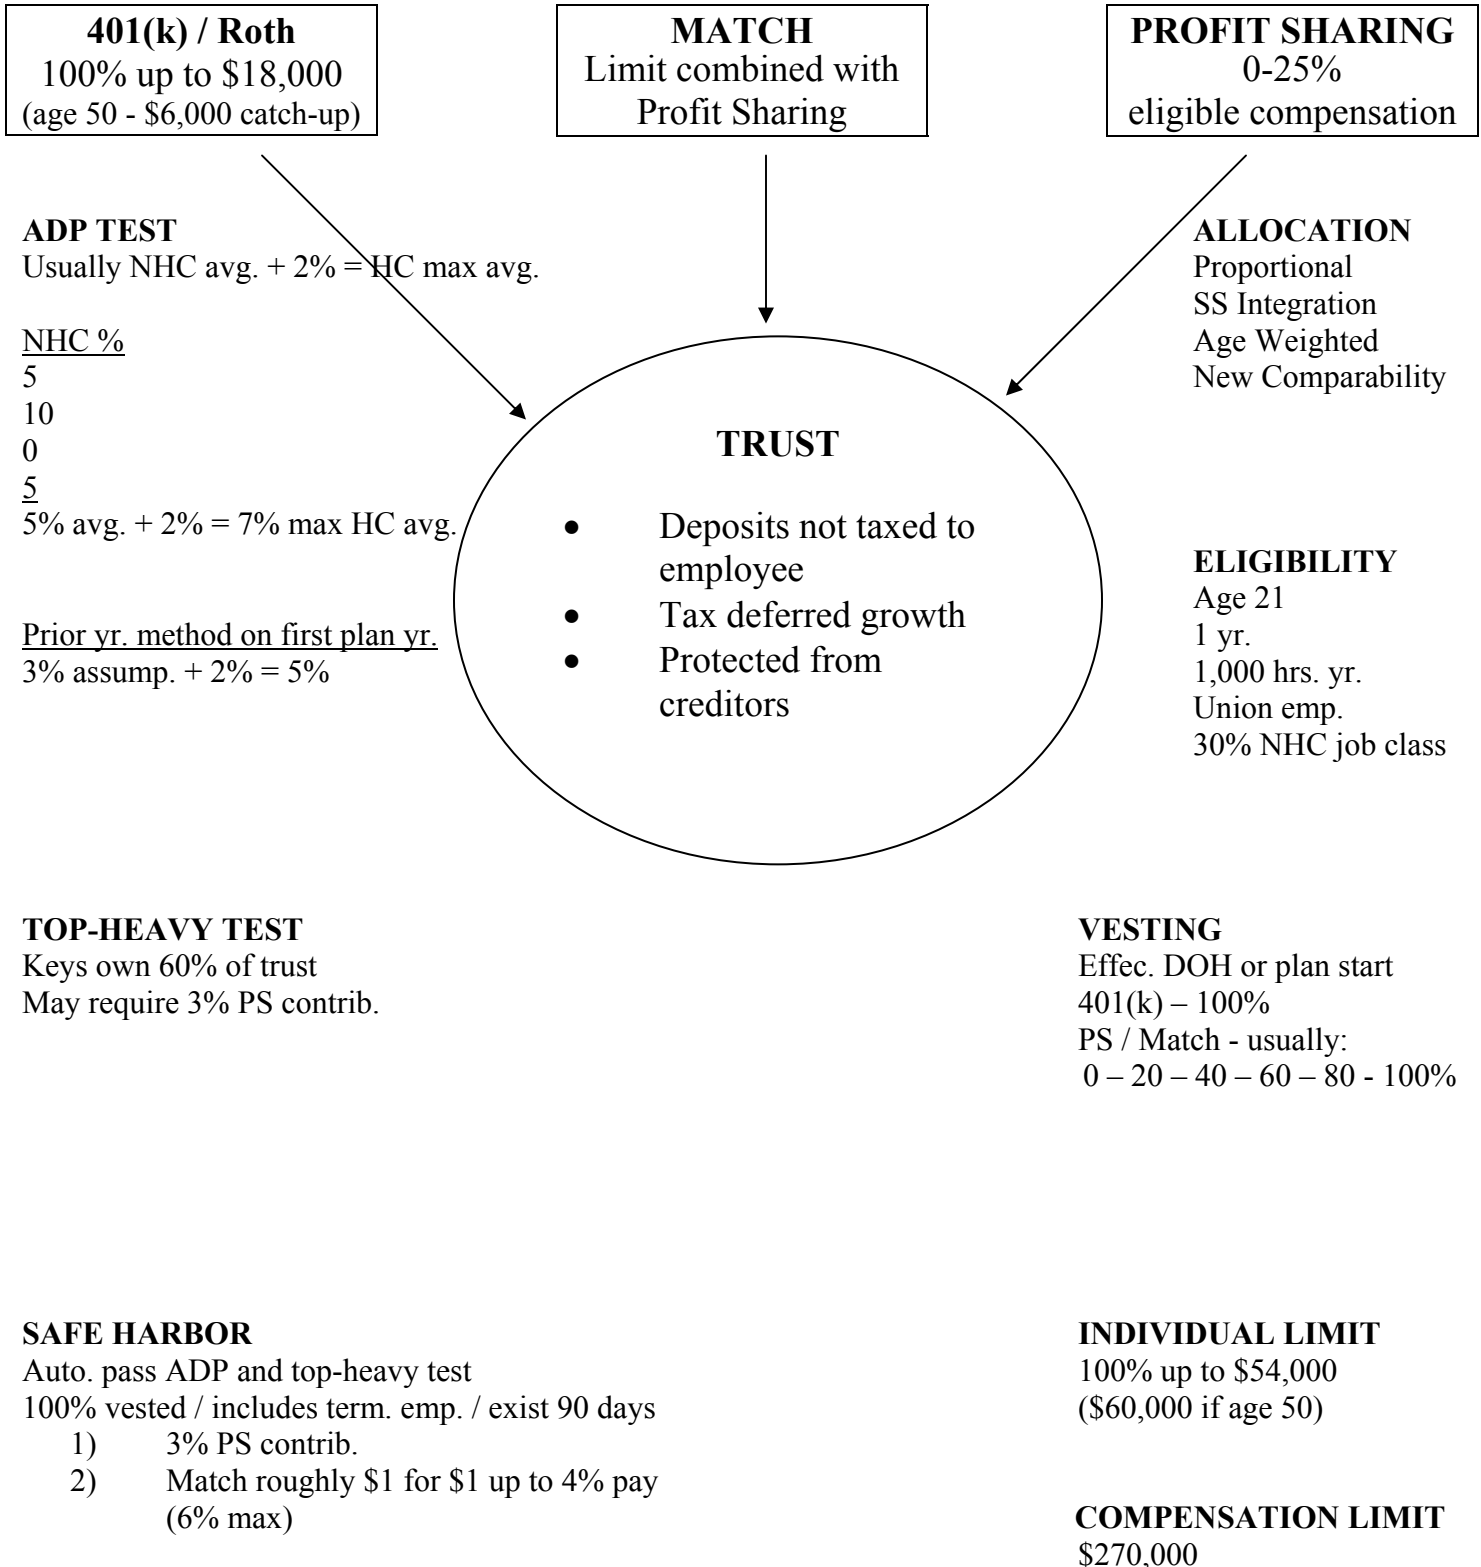 401(k) / Roth
100% up to $18,000
(age 50 - $6,000 catch-up)
MATCH
Limit combined with
Profit Sharing
PROFIT SHARING
0-25%
eligible compensation
ADP TEST
Usually NHC avg. + 2% = HC max avg.
NHC %
5
10
0
5
5% avg. + 2% = 7% max HC avg.
Prior yr. method on first plan yr.
3% assump. + 2% = 5%
TRUST
• Deposits not taxed to
employee
• Tax deferred growth
• Protected from
creditors
ALLOCATION
Proportional
SS Integration
Age Weighted
New Comparability
ELIGIBILITY
Age 21
1 yr.
1,000 hrs. yr.
Union emp.
30% NHC job class
TOP-HEAVY TEST
Keys own 60% of trust
May require 3% PS contrib.
VESTING
Effec. DOH or plan start
401(k) – 100%
PS / Match - usually:
0 – 20 – 40 – 60 – 80 - 100%
SAFE HARBOR
Auto. pass ADP and top-heavy test
100% vested / includes term. emp. / exist 90 days
1) 3% PS contrib.
2) Match roughly $1 for $1 up to 4% pay
(6% max)
INDIVIDUAL LIMIT
100% up to $54,000
($60,000 if age 50)
COMPENSATION LIMIT
$270,000